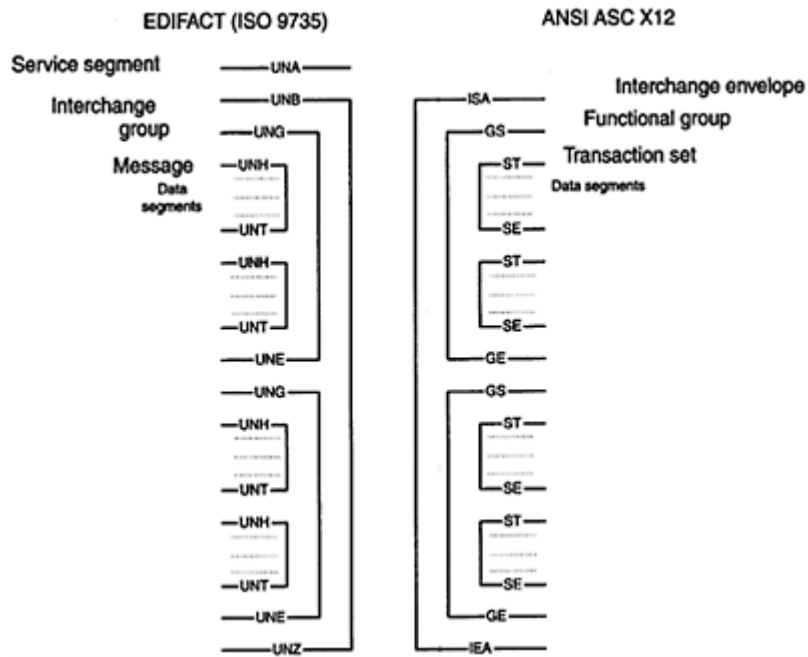 EDIFACT (ISO 9735)
ANSI ASC X12
Service segment
UNA
Interchange
group
UNB
UNG
Message
UNH
Data
segments
UNT
UNH
UNT
UNE
UNG
UNH
UNT
UNH
UNT
UNE
UNZ
ISA
Interchange envelope
GS
Functional group
ST
Transaction set
Data segments
SE
ST
SE
GE
GS
ST
SE
ST
SE
GE
IEA